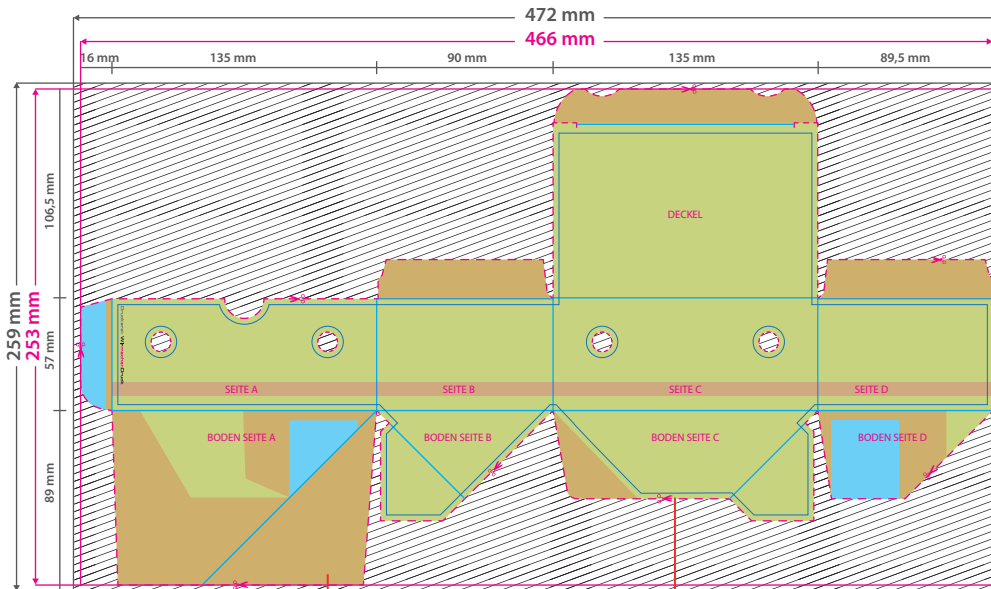 472 mm
466 mm
16 mm
135 mm
90 mm
135 mm
89,5 mm
259 mm
253 mm
106,5 mm
57 mm
89 mm
DECKEL
SEITE A
SEITE B
SEITE C
SEITE D
BODEN SEITE A
BODEN SEITE B
BODEN SEITE C
BODEN SEITE D